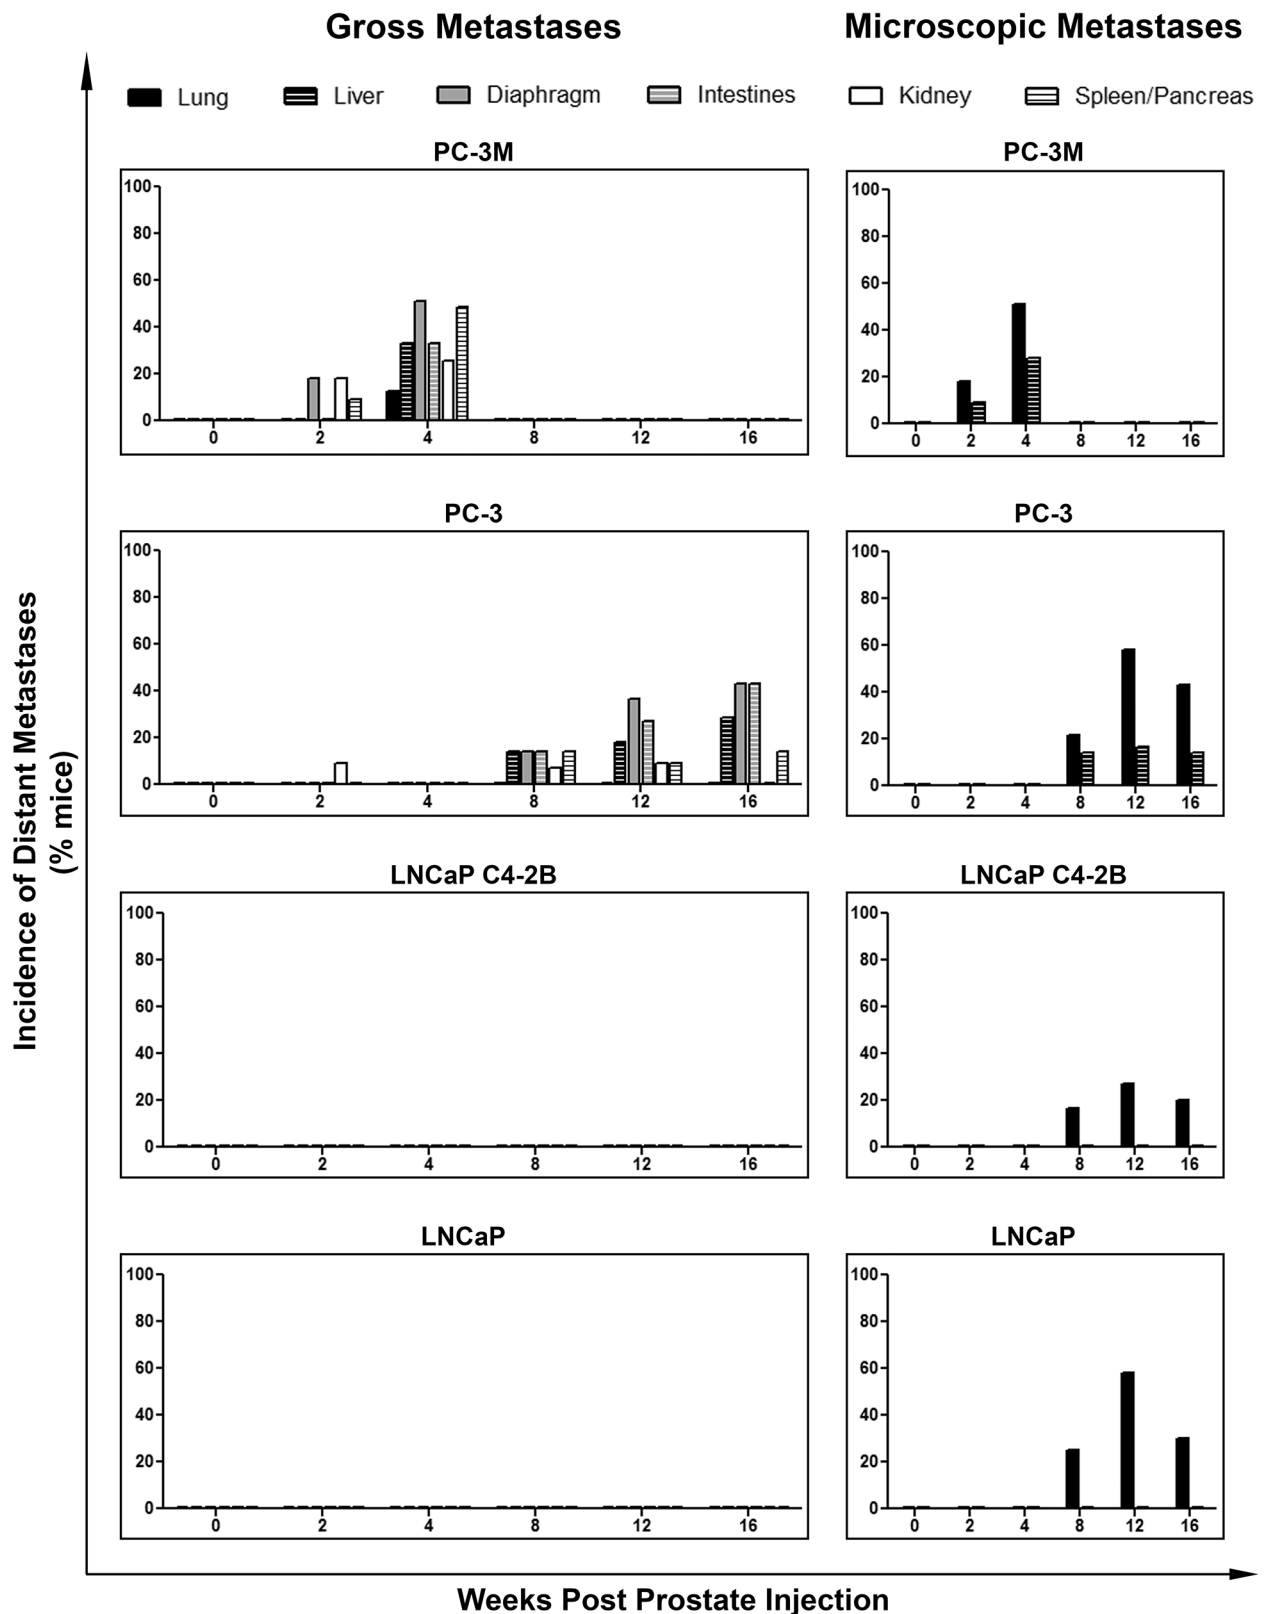 Gross Metastases
Microscopic Metastases
Lung Liver Diaphragm Intestines Kidney Spleen/Pancreas
Incidence of Distant Metastases
(% mice)
PC-3M
100
80
60
40
20
0
0 2 4 8 12 16
PC-3M
100
80
60
40
20
0
0 2 4 8 12 16
PC-3
100
80
60
40
20
0
0 2 4 8 12 16
PC-3
100
80
60
40
20
0
0 2 4 8 12 16
LNCaP C4-2B
100
80
60
40
20
0
0 2 4 8 12 16
LNCaP C4-2B
100
80
60
40
20
0
0 2 4 8 12 16
LNCaP
100
80
60
40
20
0
0 2 4 8 12 16
LNCaP
100
80
60
40
20
0
0 2 4 8 12 16
Weeks Post Prostate Injection